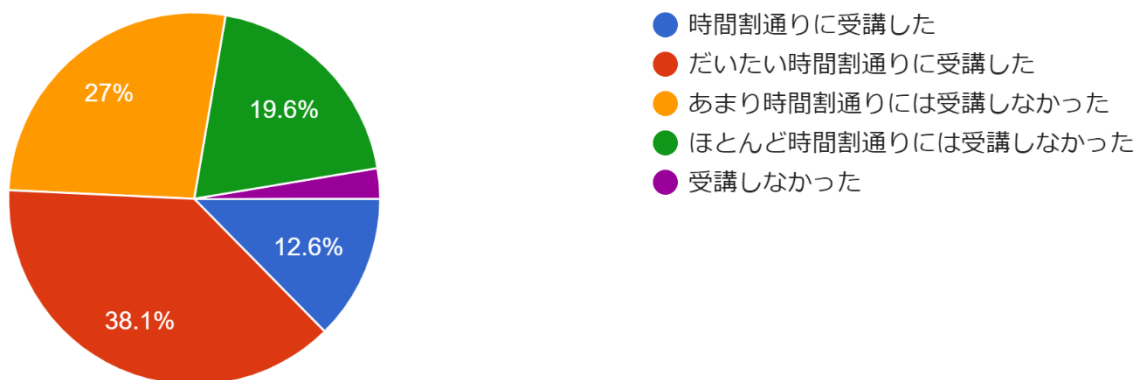 27%
19.6%
12.6%
38.1%
時間割通りに受講した
だいたい時間割通りに受講した
あまり時間割通りには受講しなかった
ほとんど時間割通りには受講しなかった
受講しなかった